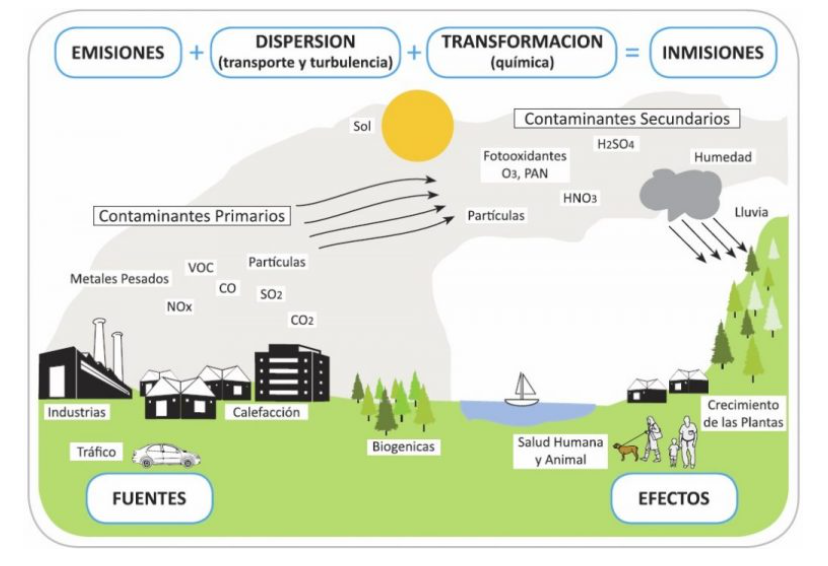 EMISIONES
+
DISPERSION
(transporte y turbulencia)
+
TRANSFORMACION
(química)
=
INMISIONES
Sol
Contaminantes Secundarios
H2SO4
Fotooxidantes
O3, PAN
Humedad
HNO3
Partículas
Lluvia
Contaminantes Primarios
Partículas
VOC
Metales Pesados
CO
SO2
NOx
CO2
Industrias
Calefacción
Tráfico
Biogenicas
Salud Humana
y Animal
Crecimiento
de las Plantas
FUENTES
EFECTOS